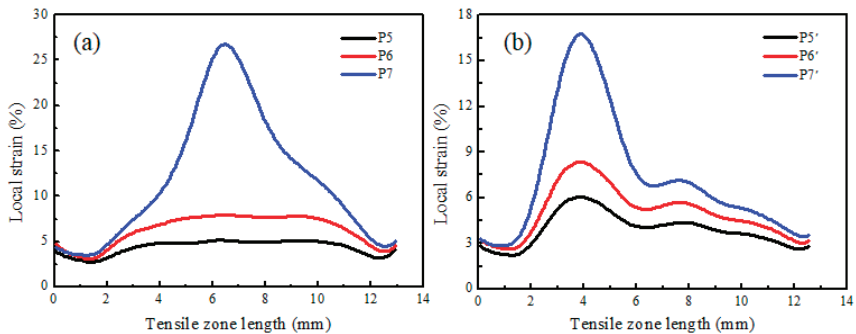 (a)
P5
P6
P7
Local strain (%)
30
25
20
15
10
5
0
0 2 4 6 8 10 12 14
Tensile zone length (mm)
(b)
P5′
P6′
P7′
Local strain (%)
18
15
12
9
6
3
0
0 2 4 6 8 10 12 14
Tensile zone length (mm)